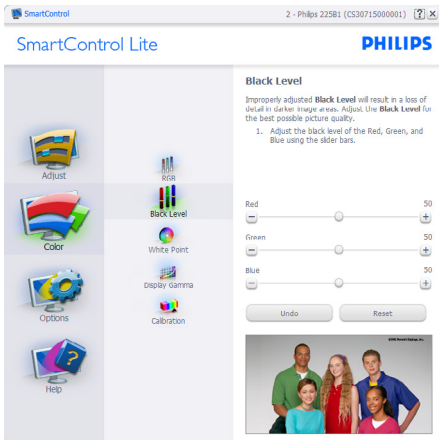 SmartControl
2 - Philips 225B1 (CS30715000001)
SmartControl Lite
PHILIPS
Adjust
Color
Options
Help
RGB
Black Level
White Point
Display Gamma
Calibration
Black Level
Improperly adjusted Black Level will result in a loss of
detail in darker image areas. Adjust the Black Level for
the best possible picture quality.
1. Adjust the black level of the Red, Green, and
Blue using the slider bars.
Red 50
Green 50
Blue 50
Undo Reset